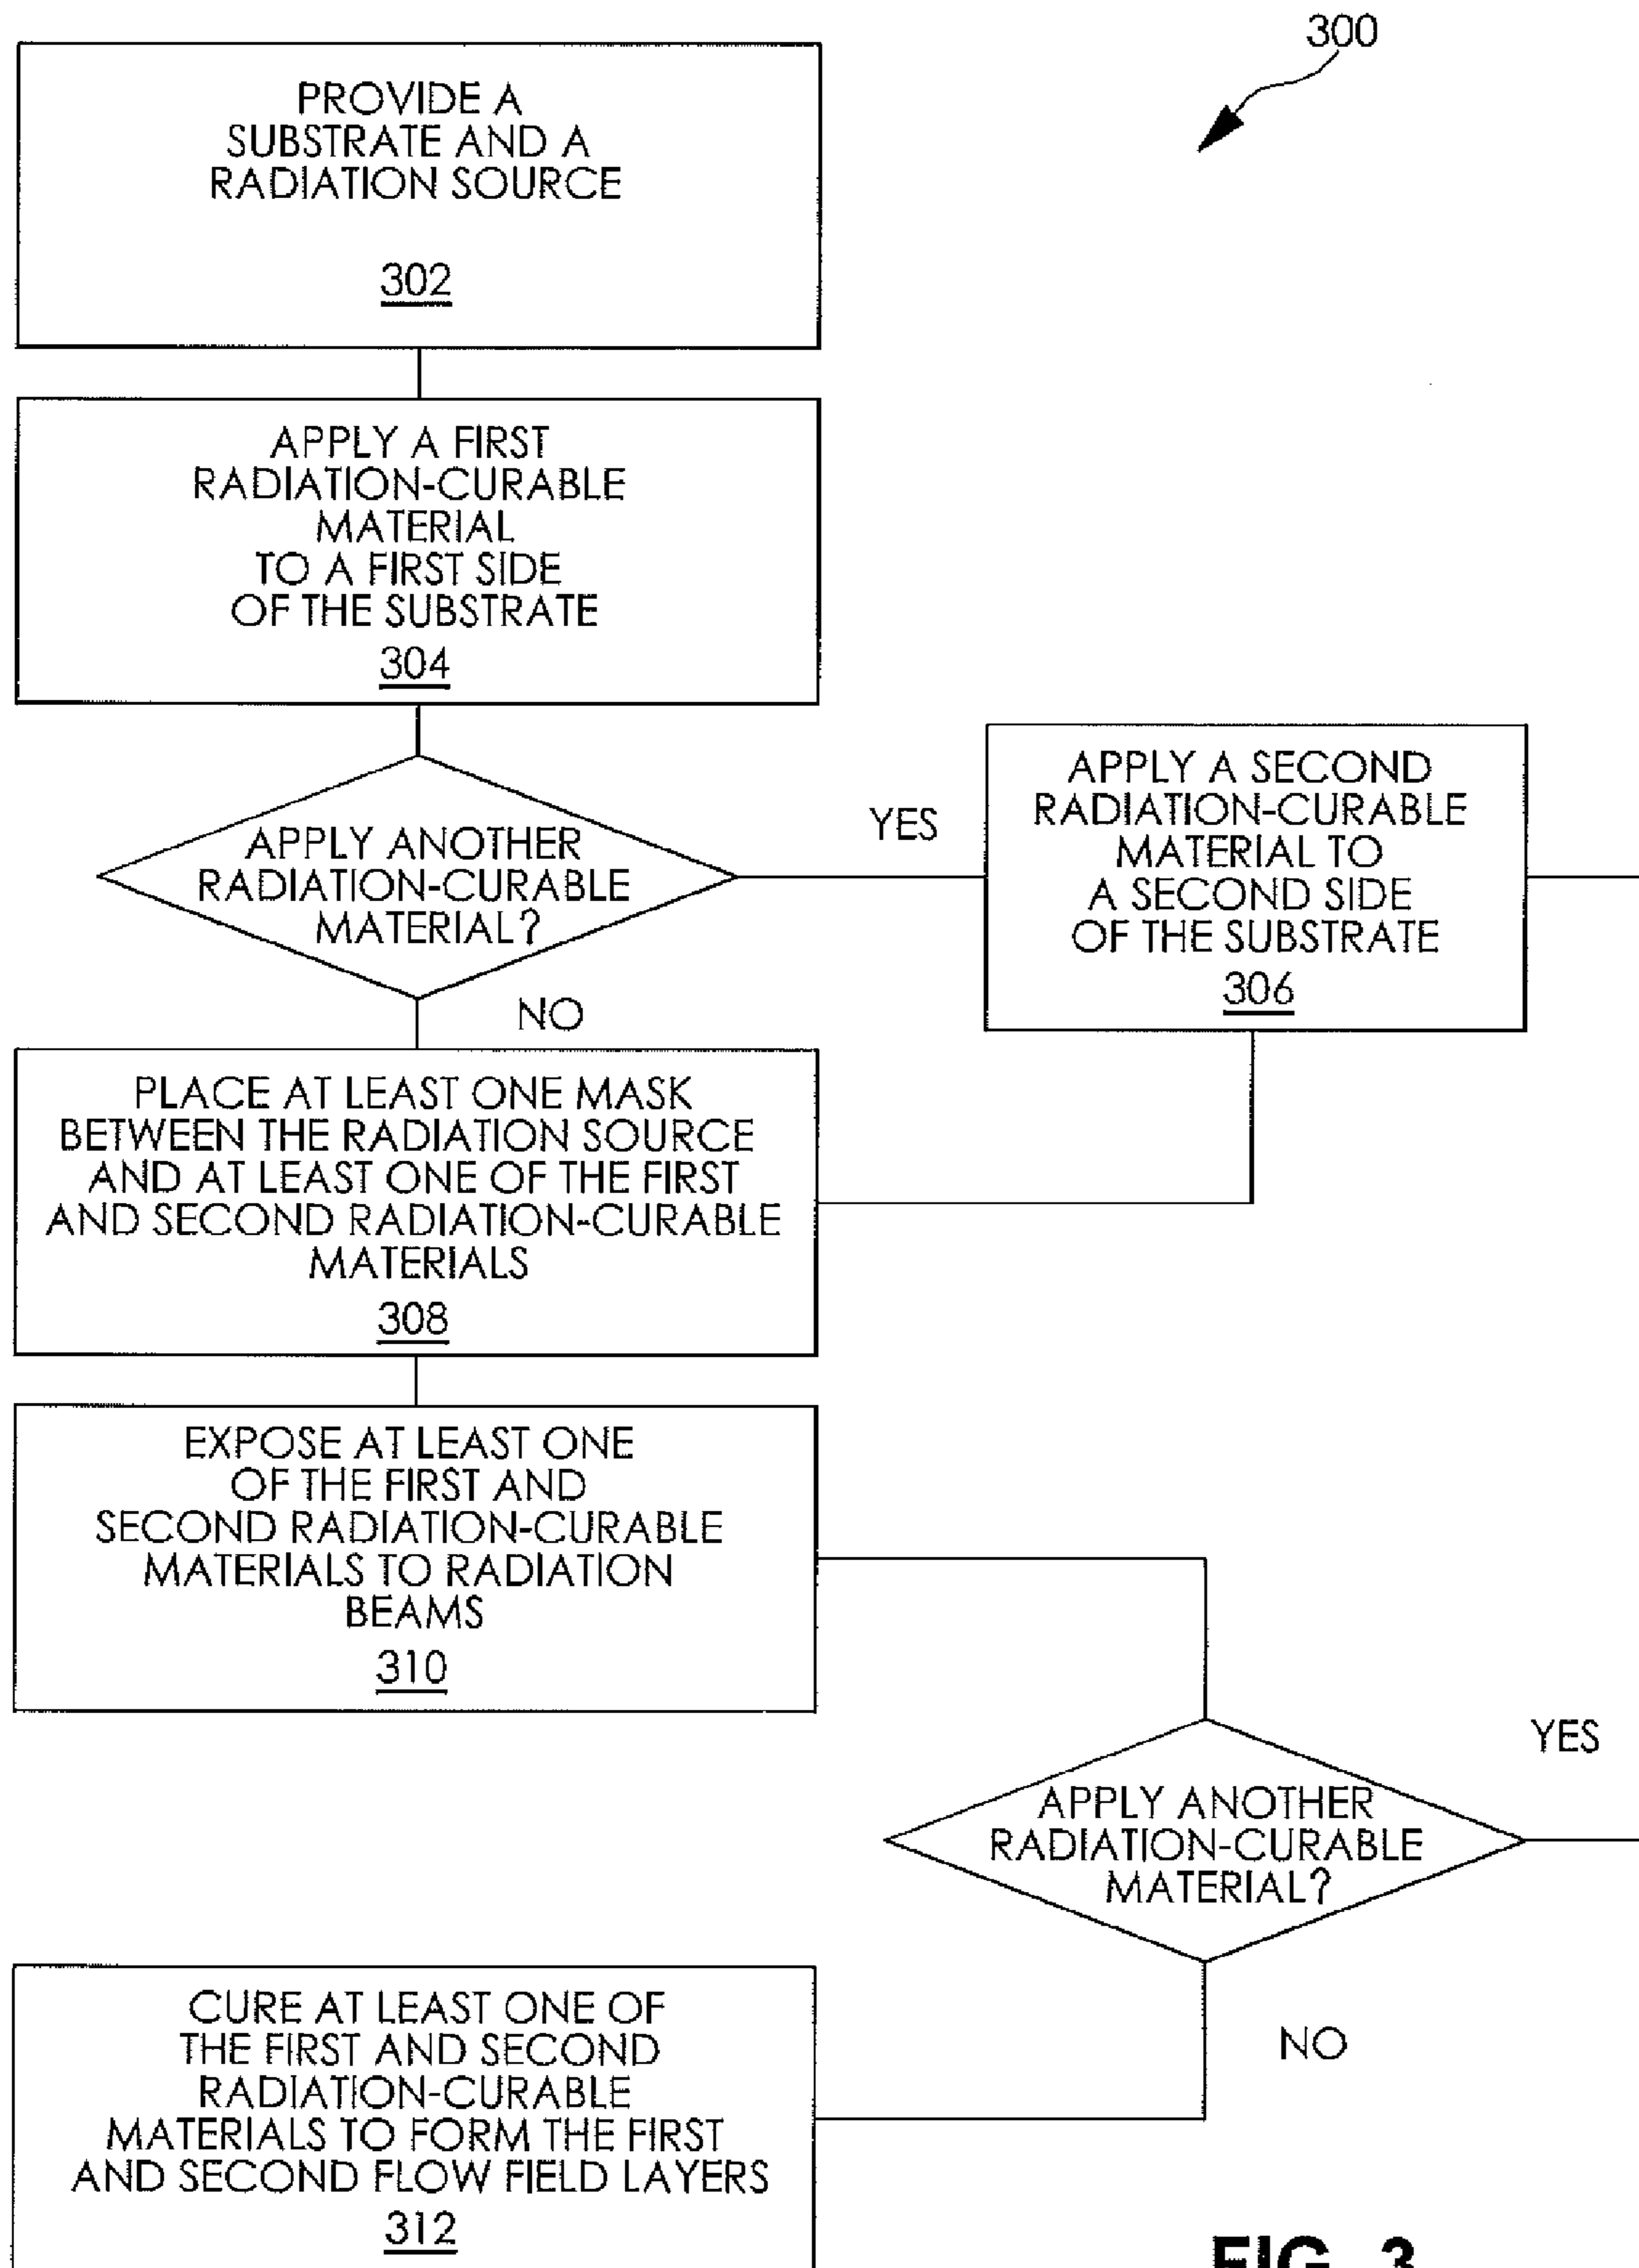 300
PROVIDE A
SUBSTRATE AND A
RADIATION SOURCE
302
APPLY A FIRST
RADIATION-CURABLE
MATERIAL
TO A FIRST SIDE
OF THE SUBSTRATE
304
APPLY ANOTHER
RADIATION-CURABLE
MATERIAL?
YES
APPLY A SECOND
RADIATION-CURABLE
MATERIAL TO
A SECOND SIDE
OF THE SUBSTRATE
306
NO
PLACE AT LEAST ONE MASK
BETWEEN THE RADIATION SOURCE
AND AT LEAST ONE OF THE FIRST
AND SECOND RADIATION-CURABLE
MATERIALS
308
EXPOSE AT LEAST ONE
OF THE FIRST AND
SECOND RADIATION-CURABLE
MATERIALS TO RADIATION
BEAMS
310
APPLY ANOTHER
RADIATION-CURABLE
MATERIAL?
YES
NO
CURE AT LEAST ONE OF
THE FIRST AND SECOND
RADIATION-CURABLE
MATERIALS TO FORM THE FIRST
AND SECOND FLOW FIELD LAYERS
312
FIG. 3